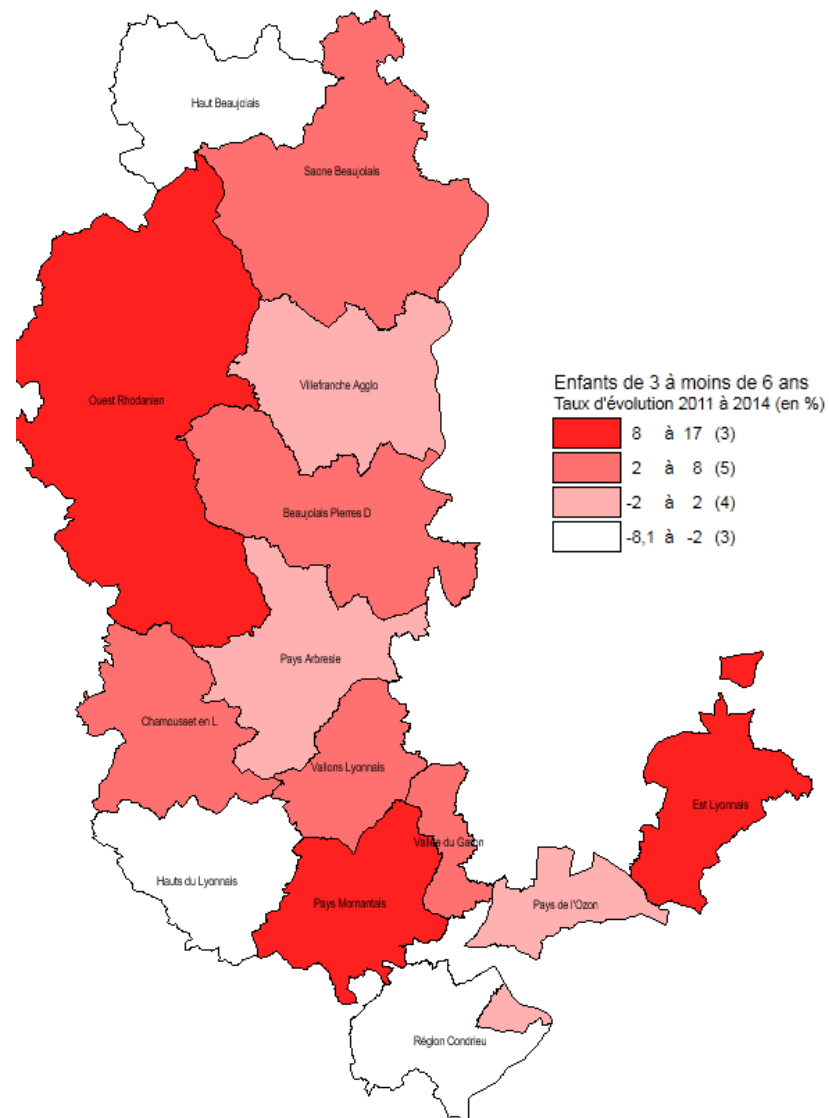 Haut Beaujolais
Saone Beaujolais
Villefranche Agglo
Ouest Rhodanien
Enfants de 3 à moins de 6 ans
Taux d'évolution 2011 à 2014 (en %)
8 à 17 (3)
2 à 8 (5)
-2 à 2 (4)
-8,1 à -2 (3)
Beaujolais Pierres D
Pays Arbresle
Chamousset en L
Vallons Lyonnais
Est Lyonnais
Vallée du Garon
Hauts du Lyonnais
Pays Mornantais
Pays de l'Ozon
Région Condrieu